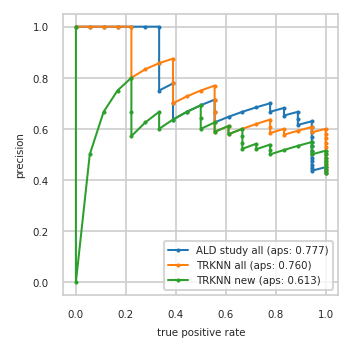 1.0
0.8
0.6
0.4
0.2
0.0
precision
0.0 0.2 0.4 0.6 0.8 1.0
true positive rate
ALD study all (aps: 0.777)
TRKNN all (aps: 0.760)
TRKNN new (aps: 0.613)